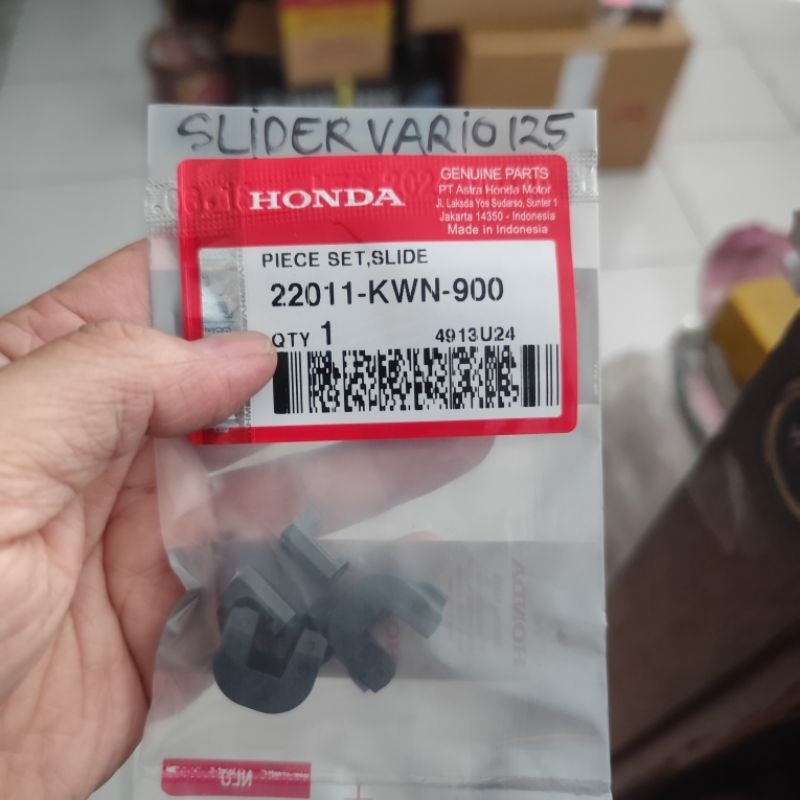 SLIDER VARIO 125
HONDA
GENUINE PARTS
PT Astra Honda Motor
Jl. Laksda Yos Sudarso, Sunter 1
Jakarta 14350 - Indonesia
Made in Indonesia
PIECE SET,SLIDE
22011-KWN-900
QTY 1
4913U24
HONDA